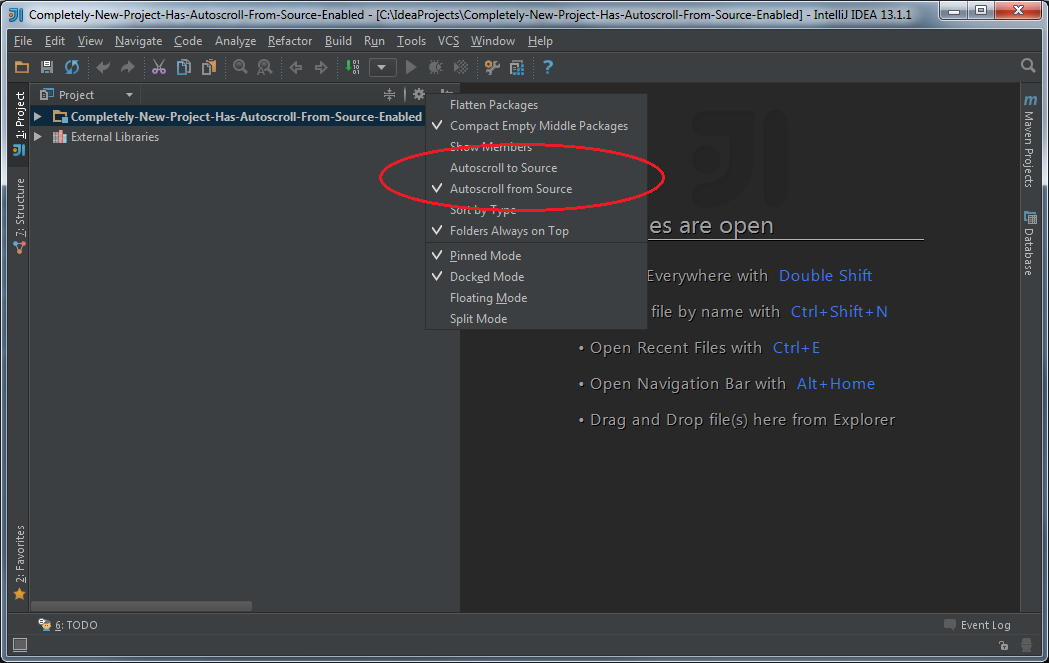 Completely-New-Project-Has-Autoscroll-From-Source-Enabled - [C:\IdeaProjects\Completely-New-Project-Has-Autoscroll-From-Source-Enabled] - IntelliJ IDEA 13.1.1
File Edit View Navigate Code Analyze Refactor Build Run Tools VCS Window Help
1: Project
7: Structure
2: Favorites
Project
Completely-New-Project-Has-Autoscroll-From-Source-Enabled
External Libraries
Flatten Packages
Compact Empty Middle Packages
Show Members
Autoscroll to Source
Autoscroll from Source
Sort by Type
Folders Always on Top
Pinned Mode
Docked Mode
Floating Mode
Split Mode
es are open
Everywhere with Double Shift
file by name with Ctrl+Shift+N
• Open Recent Files with Ctrl+E
• Open Navigation Bar with Alt+Home
• Drag and Drop file(s) here from Explorer
m Maven Projects
Database
6: TODO
Event Log